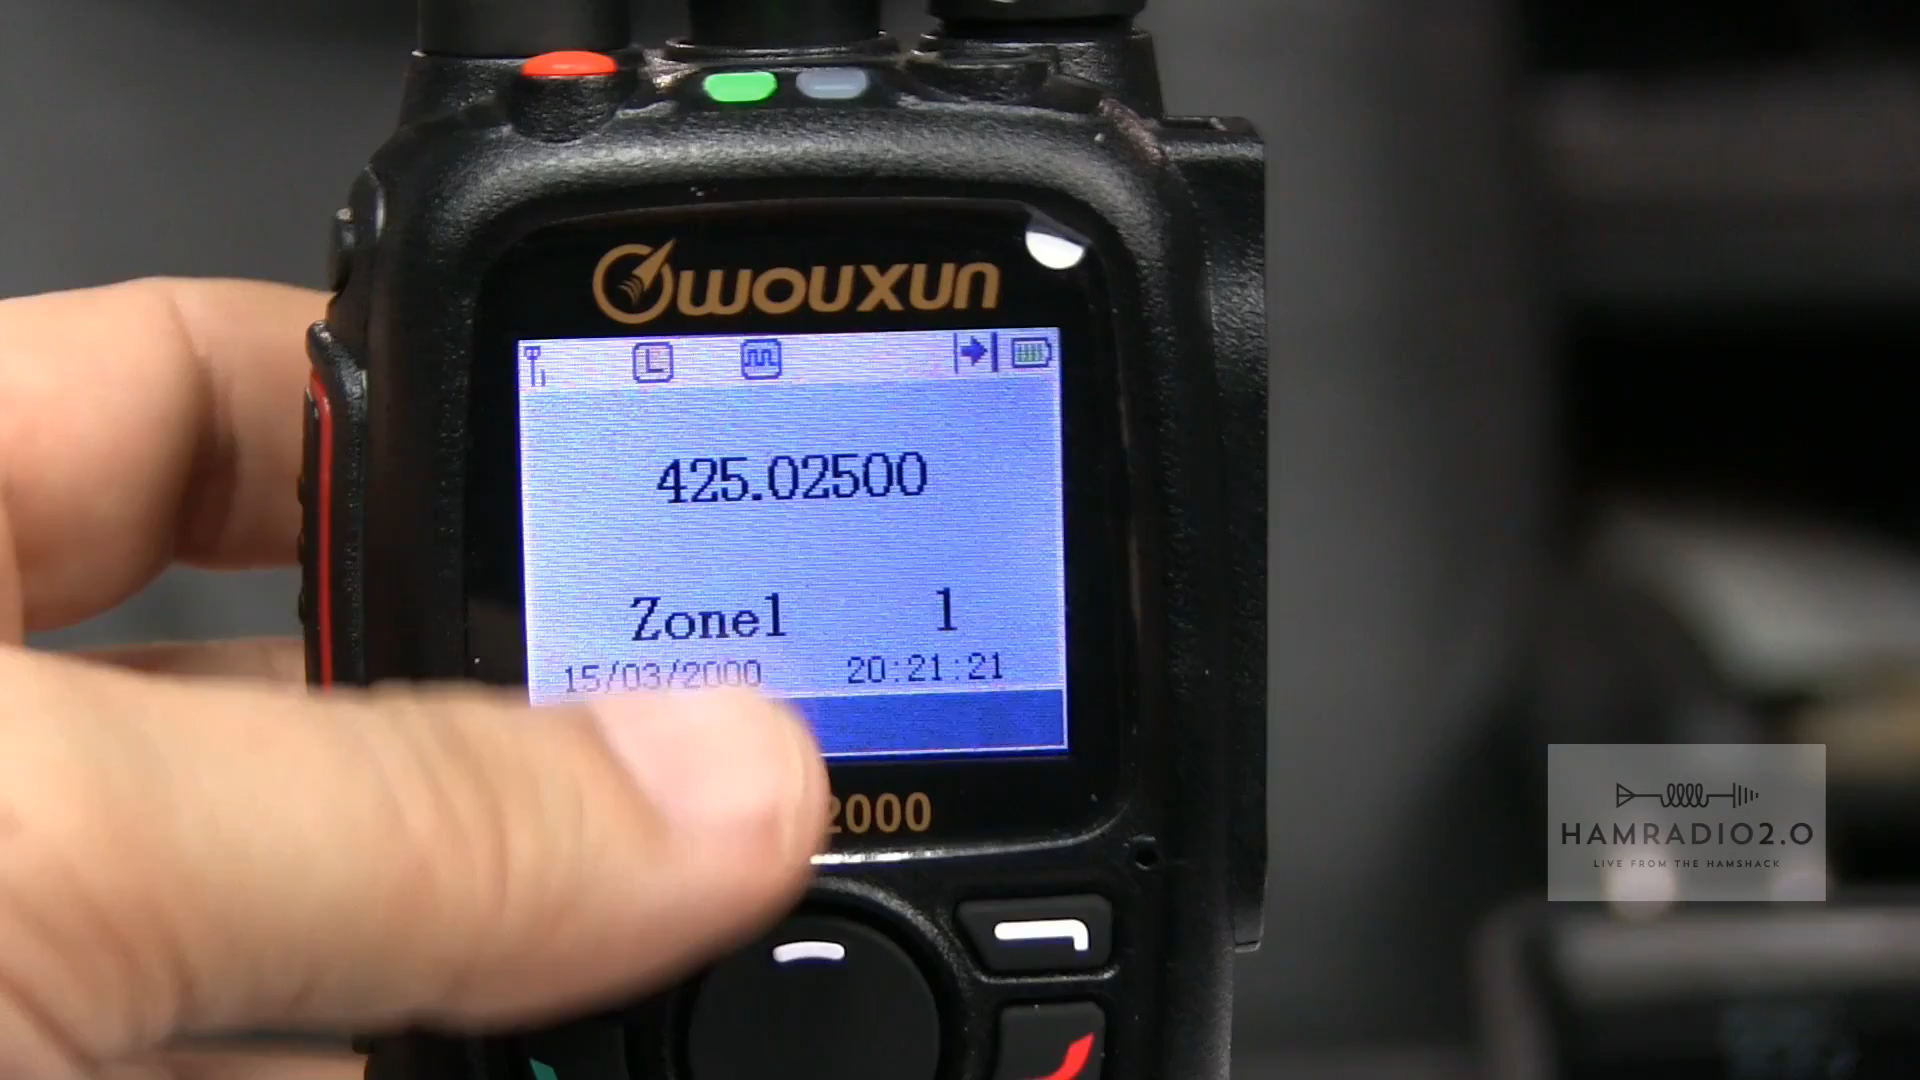 WOUXUN
L
425.02500
Zone1 1
15/03/2000 20:21:21
2000
HAMRADIO2.0
LIVE FROM THE HAMSHACK